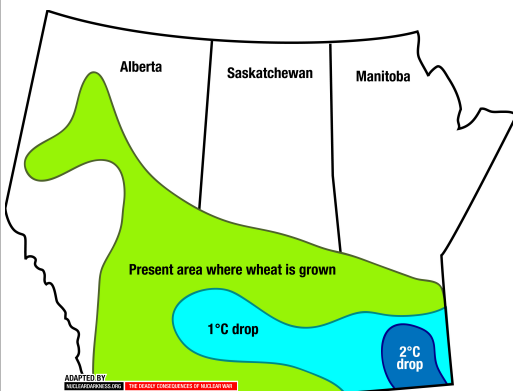 Alberta
Saskatchewan
Manitoba
Present area where wheat is grown
1°C drop
2°C
drop
ADAPTED BY
NUCLEARDARKNESS.ORG THE DEADLY CONSEQUENCES OF NUCLEAR WAR